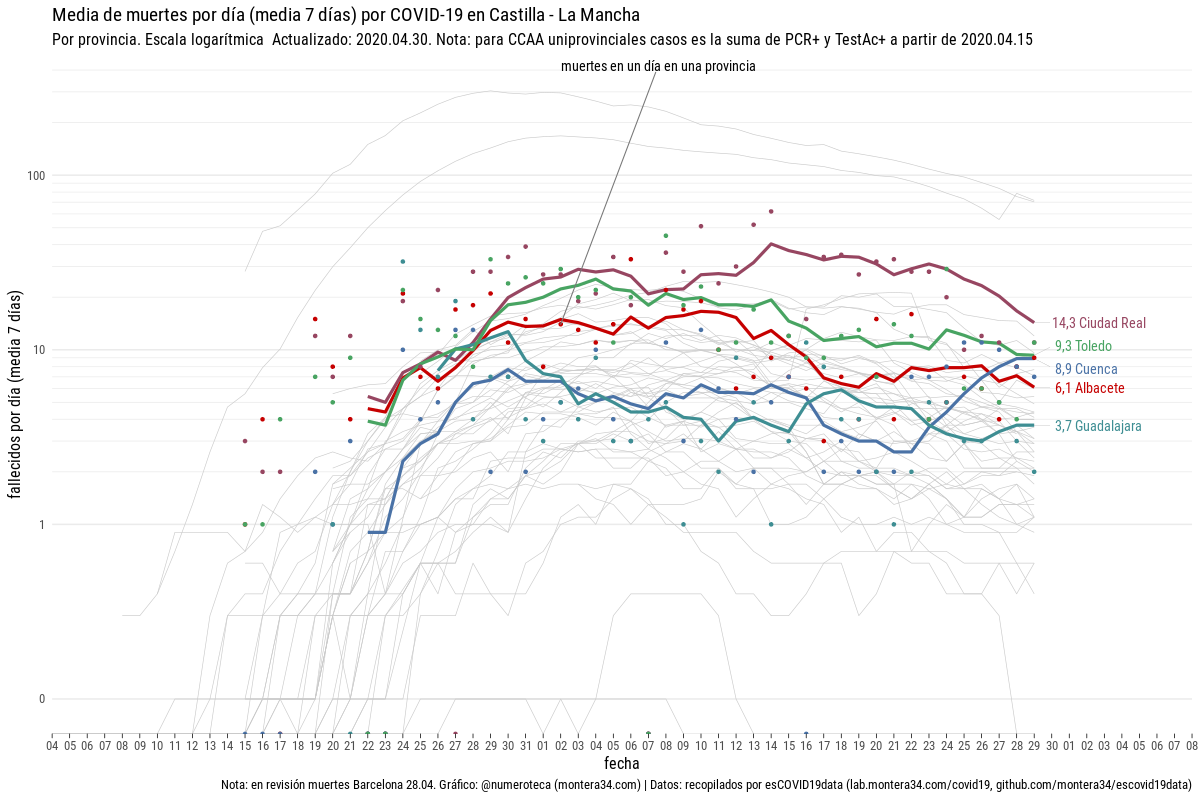 Media de muertes por día (media 7 días) por COVID-19 en Castilla - La Mancha
Por provincia. Escala logarítmica  Actualizado: 2020.04.30. Nota: para CCAA uniprovinciales casos es la suma de PCR+ y TestAc+ a partir de 2020.04.15
muertes en un día en una provincia
fallecidos por día (media  7 días)
100
10
1
0
14,3 Ciudad Real
9,3 Toledo
8,9 Cuenca
6,1 Albacete
3,7 Guadalajara
04 05 06 07 08 09 10 11 12 13 14 15 16 17 18 19 20 21 22 23 24 25 26 27 28 29 30 31 01 02 03 04 05 06 07 08 09 10 11 12 13 14 15 16 17 18 19 20 21 22 23 24 25 26 27 28 29 30 01 02 03 04 05 06 07 08
fecha
Nota: en revisión muertes Barcelona 28.04. Gráfico: @numeroteca (montera34.com) | Datos: recopilados por esCOVID19data (lab.montera34.com/covid19, github.com/montera34/escovid19data)